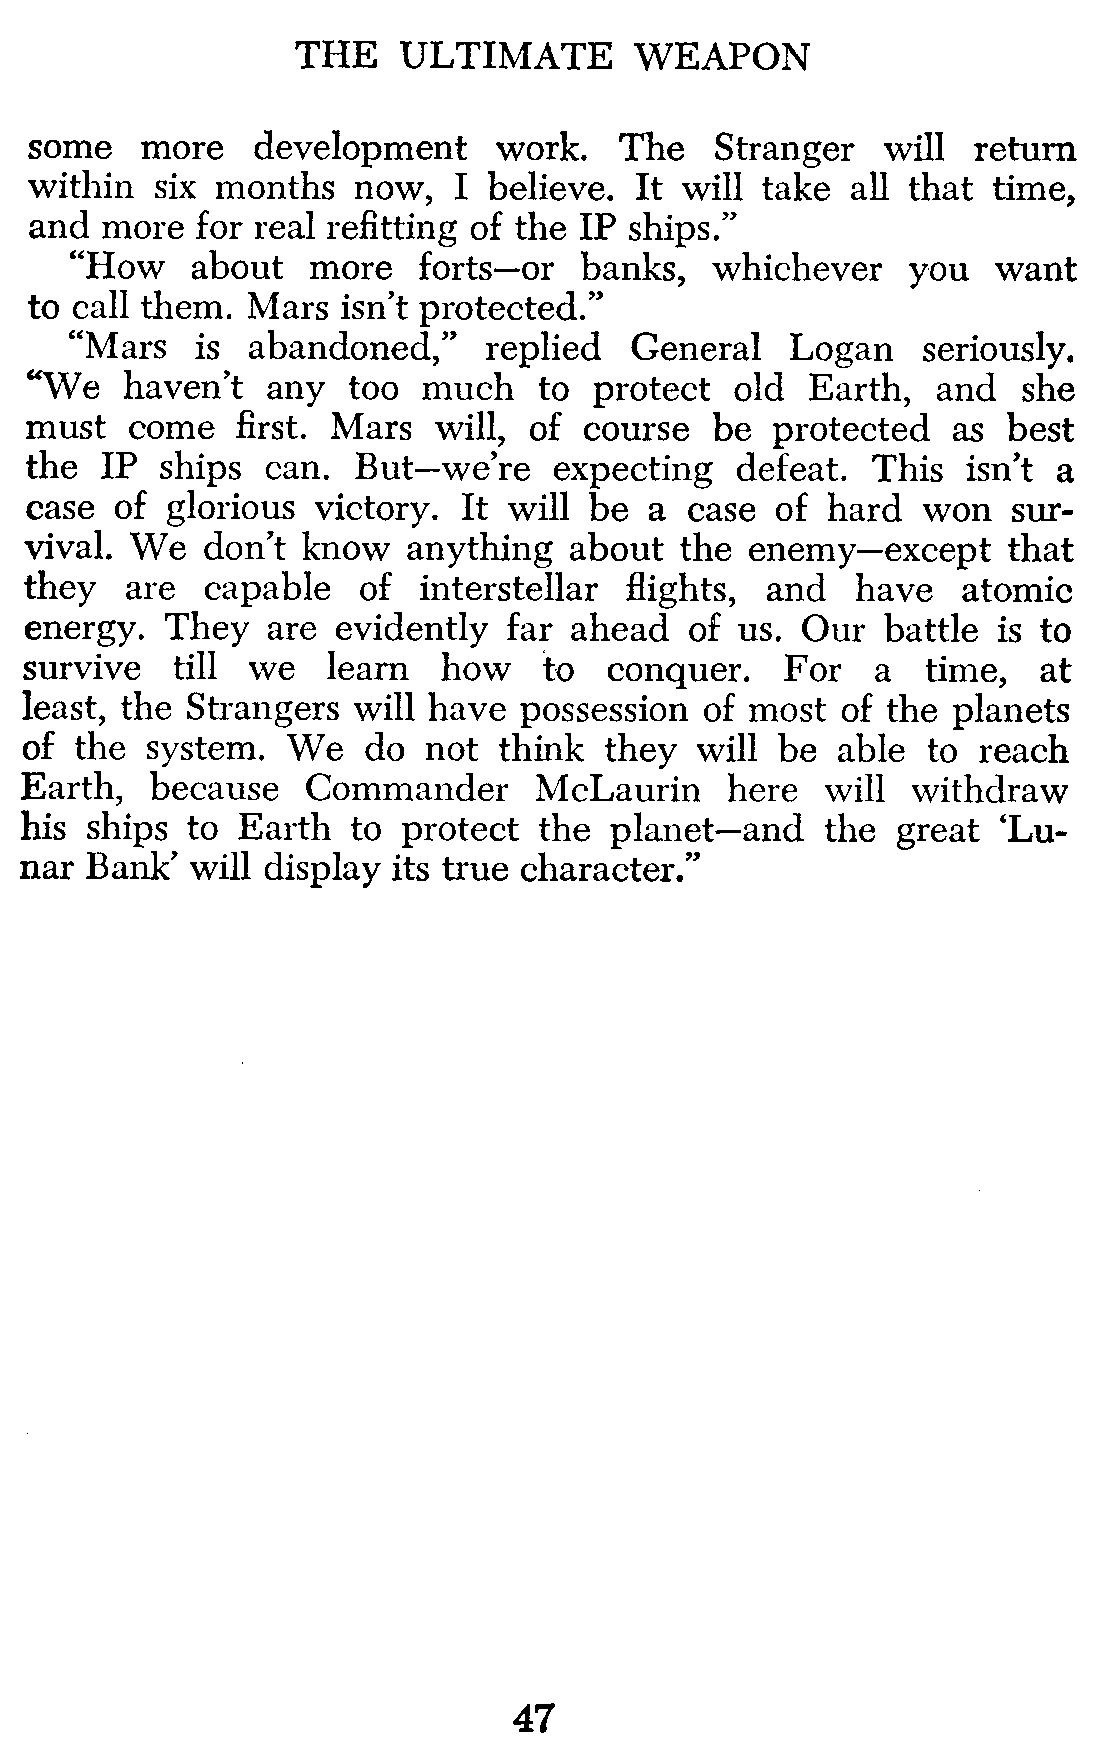 THE ULTIMATE WEAPON
some more development work. The Stranger will return
within six months now, I believe. It will take all that time,
and more for real refitting of the IP ships.”
“How about more forts—or banks, whichever you want
to call them. Mars isn’t protected.”
“Mars is abandoned,” replied General Logan seriously.
“We haven’t any too much to protect old Earth, and she
must come first. Mars will, of course be protected as best
the IP ships can. But—we’re expecting defeat. This isn’t a
case of glorious victory. It will be a case of hard won sur-
vival. We don’t know anything about the enemy—except that
they are capable of interstellar flights, and have atomic
energy. They are evidently far ahead of us. Our battle is to
survive till we learn how to conquer. For a time, at
least, the Strangers will have possession of most of the planets
of the system. We do not think they will be able to reach
Earth, because Commander McLaurin here will withdraw
his ships to Earth to protect the planet—and the great ‘Lu-
nar Bank’ will display its true character.”
47